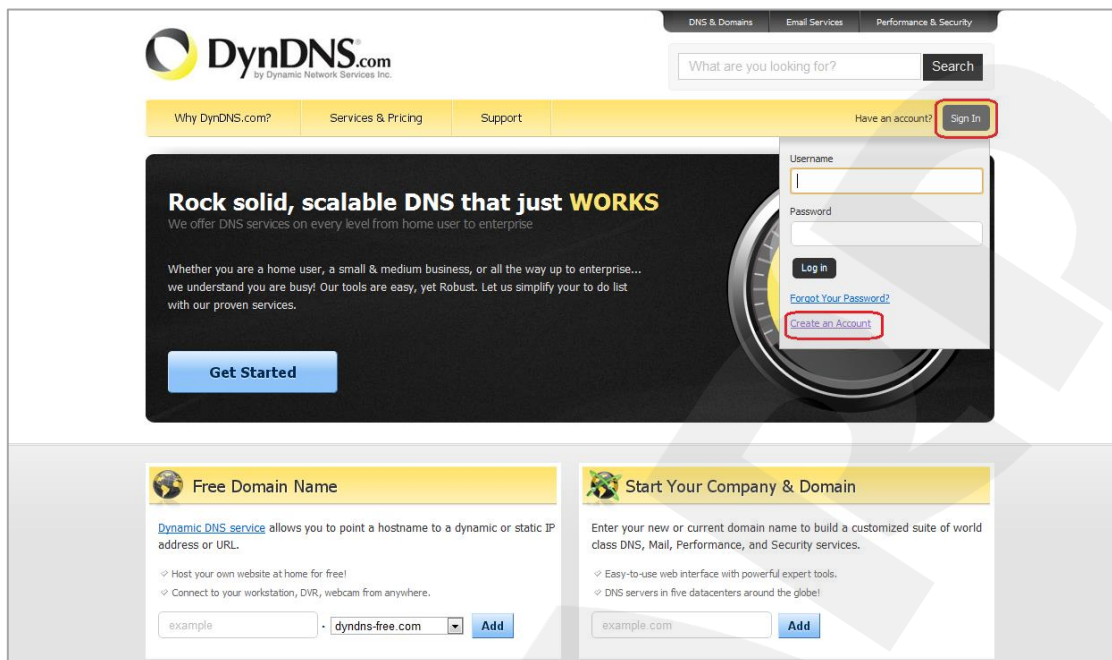 DNS & Domains Email Services Performance & Security
DynDNS.com
by Dynamic Network Services Inc.
What are you looking for? Search
Why DynDNS.com? Services & Pricing Support Have an account? Sign In
Username
Password
Log in
Forgot Your Password?
Create an Account
Rock solid, scalable DNS that just WORKS
We offer DNS services on every level from home user to enterprise
Whether you are a home user, a small & medium business, or all the way up to enterprise...
we understand you are busy! Our tools are easy, yet Robust. Let us simplify your to do list
with our proven services.
Get Started
Free Domain Name
Dynamic DNS service allows you to point a hostname to a dynamic or static IP
address or URL.
Host your own website at home for free!
Connect to your workstation, DVR, webcam from anywhere.
example . dyndns-free.com Add
Start Your Company & Domain
Enter your new or current domain name to build a customized suite of world
class DNS, Mail, Performance, and Security services.
Easy-to-use web interface with powerful expert tools.
DNS servers in five datacenters around the globe!
example.com Add